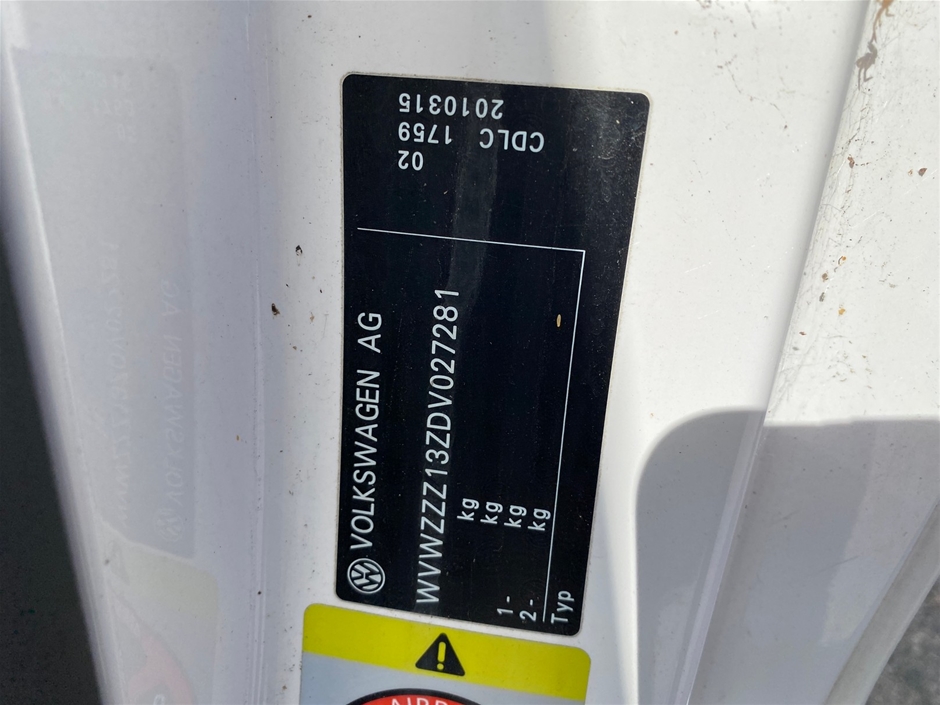 VOLKSWAGEN AG
WVWZZZ13ZDV027281
kg
kg
1- kg
2- kg
Typ
02
CDLC 1759
2010315